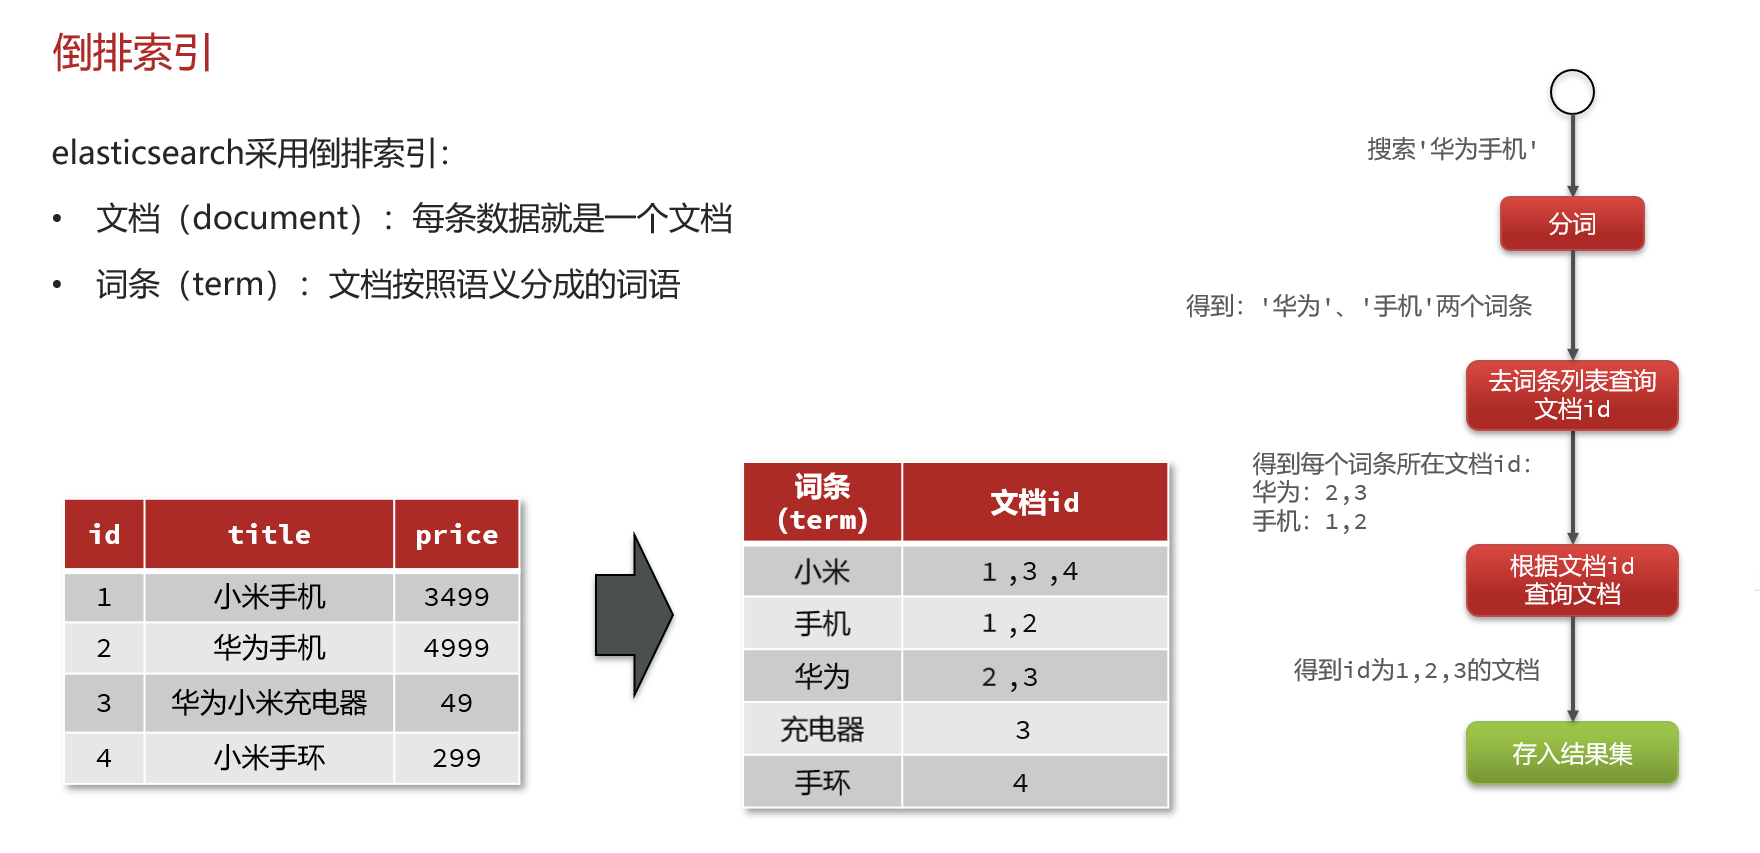 倒排索引
elasticsearch采用倒排索引：
• 文档（document）：每条数据就是一个文档
• 词条（term）：文档按照语义分成的词语
id title price
1 小米手机 3499
2 华为手机 4999
3 华为小米充电器 49
4 小米手环 299
词条
(term)
文档id
小米 1 ,3 ,4
手机 1 ,2
华为 2 ,3
充电器 3
手环 4
搜索'华为手机'
分词
得到：'华为'、'手机'两个词条
去词条列表查询
文档id
得到每个词条所在文档id：
华为：2,3
手机：1,2
根据文档id
查询文档
得到id为1,2,3的文档
存入结果集